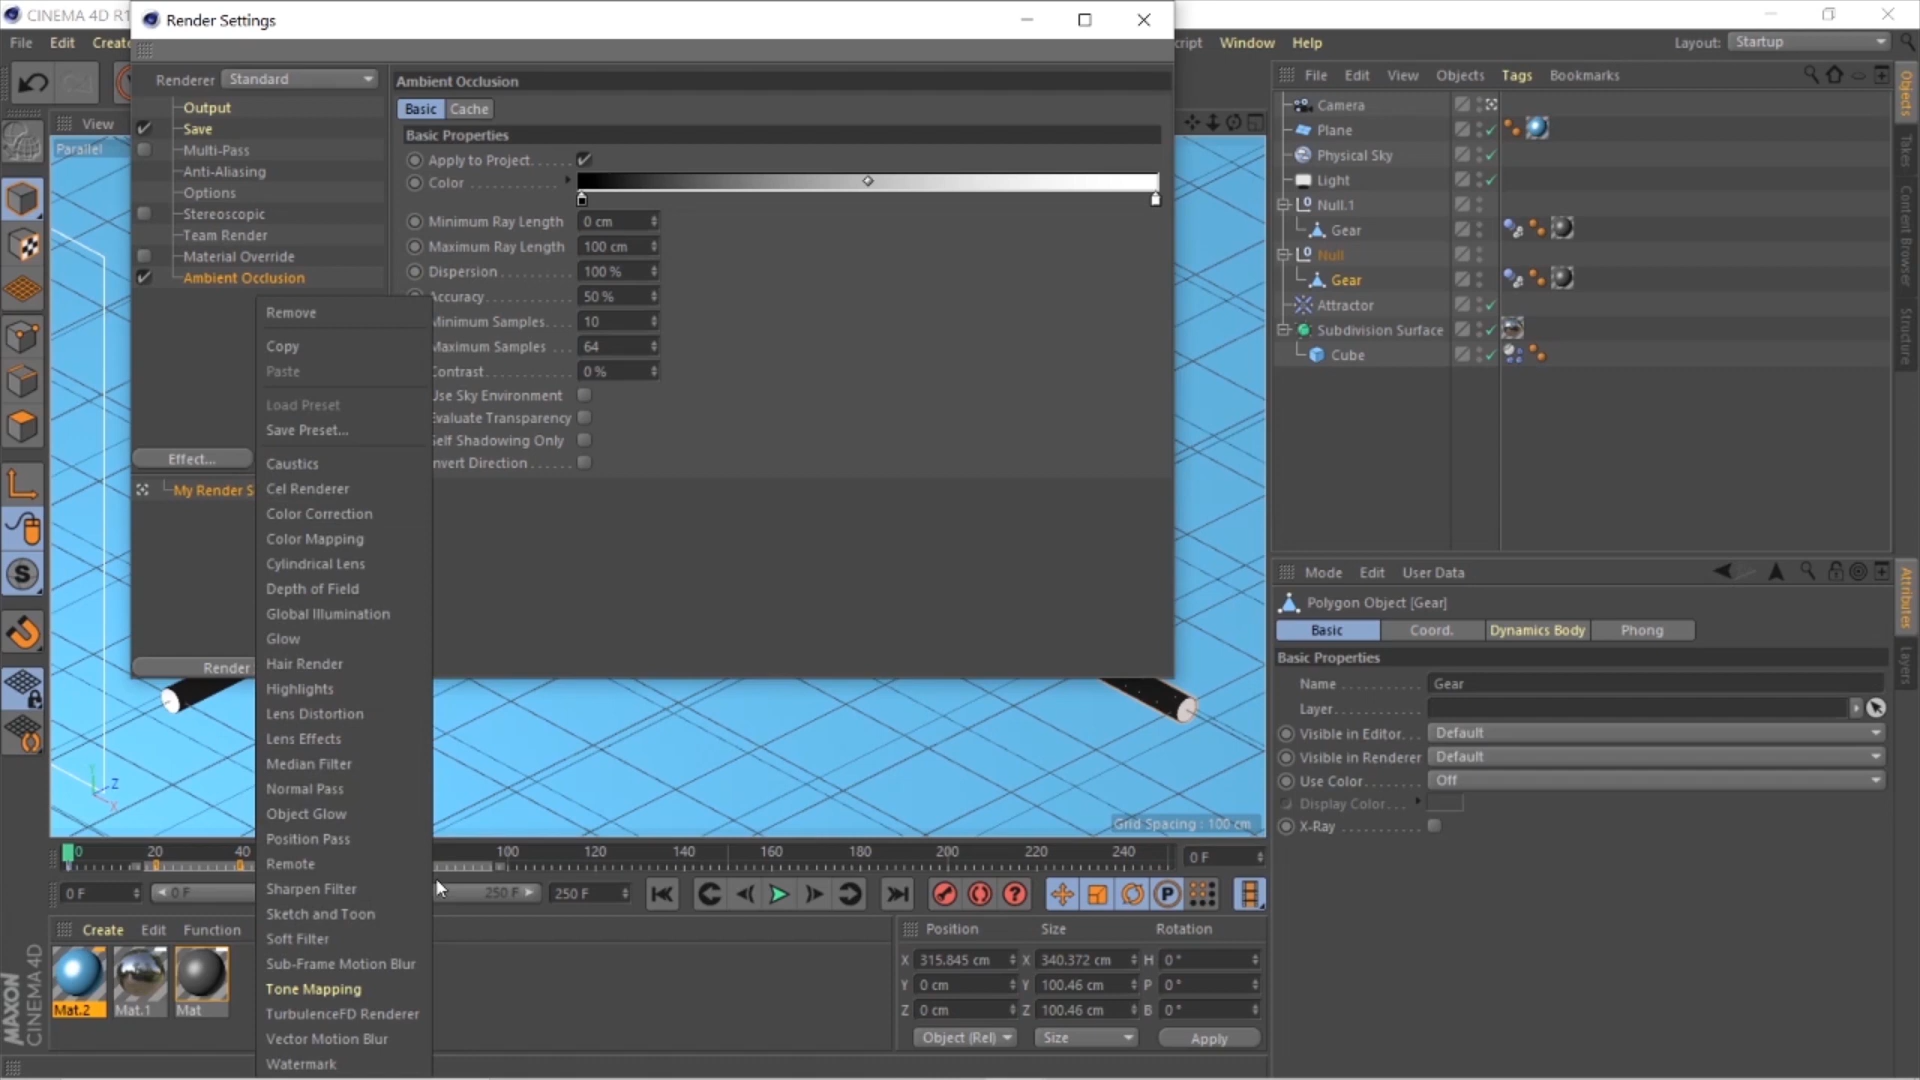 CINEMA 4D R1
Render Settings
File Edit Create
cript Window Help
Layout: Startup
Renderer Standard
Output
Save
Multi-Pass
Anti-Aliasing
Options
Stereoscopic
Team Render
Material Override
Ambient Occlusion
Effect...
My Render S
Render
Ambient Occlusion
Basic Cache
Basic Properties
Apply to Project
Color
Minimum Ray Length 0 cm
Maximum Ray Length 100 cm
Dispersion 100 %
Accuracy 50 %
Minimum Samples 10
Maximum Samples 64
Contrast 0 %
Use Sky Environment
Evaluate Transparency
Self Shadowing Only
nvert Direction
Remove
Copy
Paste
Load Preset
Save Preset...
Caustics
Cel Renderer
Color Correction
Color Mapping
Cylindrical Lens
Depth of Field
Global Illumination
Glow
Hair Render
Highlights
Lens Distortion
Lens Effects
Median Filter
Normal Pass
Object Glow
Position Pass
Remote
Sharpen Filter
Sketch and Toon
Soft Filter
Sub-Frame Motion Blur
Tone Mapping
TurbulenceFD Renderer
Vector Motion Blur
Watermark
View
Parallel
Y Z X
Grid Spacing : 100 cm
0 20 40 100 120 140 160 180 200 220 240 0 F
0 F 0 F 250 F 250 F
Create Edit Function
Mat.2 Mat.1 Mat
MAXON
CINEMA 4D
Position Size Rotation
X 315.845 cm X 340.372 cm H 0 °
Y 0 cm Y 100.46 cm P 0 °
Z 0 cm Z 100.46 cm B 0 °
Object (Rel) Size Apply
File Edit View Objects Tags Bookmarks
Camera
Plane
Physical Sky
Light
Null.1
Gear
Null
Gear
Attractor
Subdivision Surface
Cube
Objects
Takes
Content Browser
Structure
Mode Edit User Data
Polygon Object [Gear]
Basic Coord. Dynamics Body Phong
Basic Properties
Name Gear
Layer
Visible in Editor Default
Visible in Renderer Default
Use Color Off
Display Color
X-Ray
Attributes
Layers